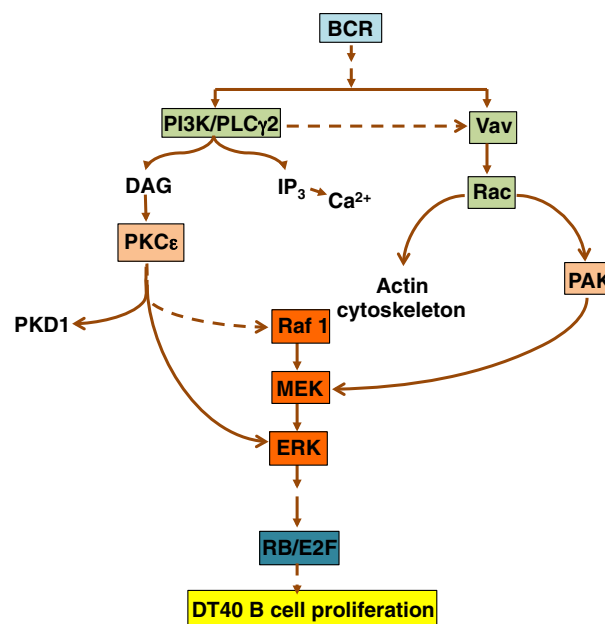 BCR
PI3K/PLCγ2
Vav
DAG
IP3
Ca2+
Rac
PKCε
Actin
cytoskeleton
PAK
PKD1
Raf 1
MEK
ERK
RB/E2F
DT40 B cell proliferation